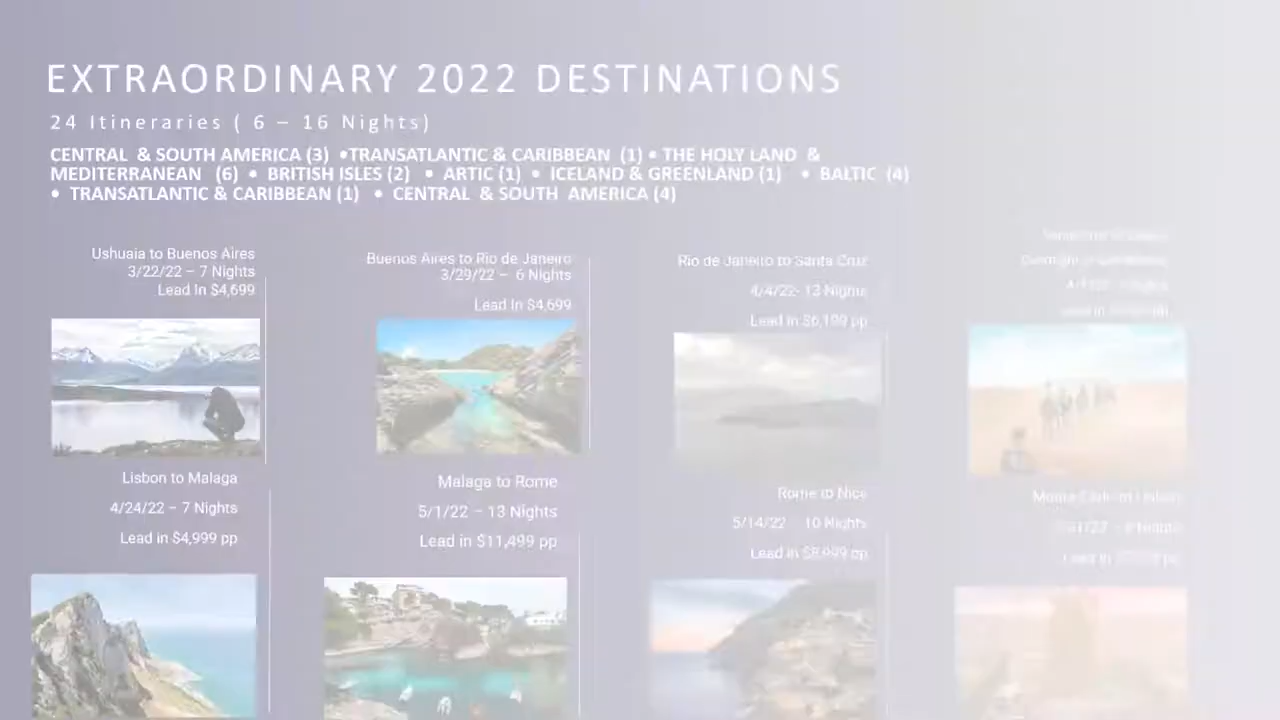 EXTRAORDINARY 2022 DESTINATIONS
24 Itineraries ( 6 – 16 Nights)
CENTRAL & SOUTH AMERICA (3) •TRANSATLANTIC & CARIBBEAN (1) • THE HOLY LAND &
MEDITERRANEAN (6) • BRITISH ISLES (2) • ARTIC (1) • ICELAND & GREENLAND (1) • BALTIC (4)
• TRANSATLANTIC & CARIBBEAN (1) • CENTRAL & SOUTH AMERICA (4)
Ushuaia to Buenos Aires
3/22/22 – 7 Nights
Lead In $4,699
Buenos Aires to Rio de Janeiro
3/29/22 – 6 Nights
Lead in $4,699
Rio de Janeito to Santa Cruz
4/4/22- 13 Nights
Lead in $6,199 pp
Lisbon to Malaga
4/24/22 – 7 Nights
Lead in $4,999 pp
Malaga to Rome
5/1/22 – 13 Nights
Lead in $11,499 pp
Rome to Nice
5/14/22 – 10 Nights
Lead in $8,999 pp